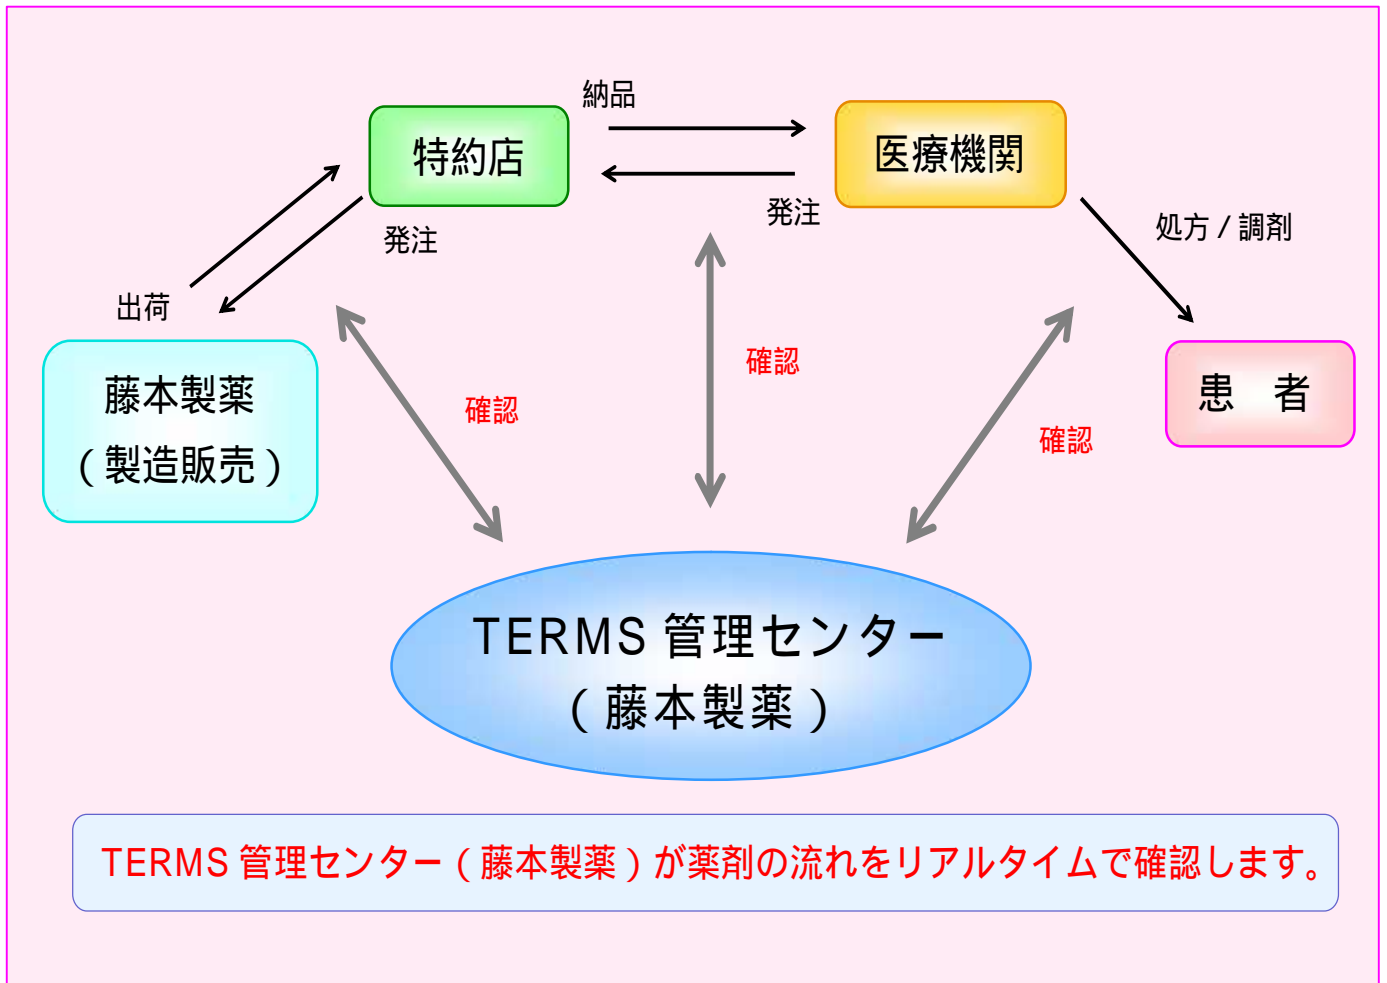 納品
特約店
医療機関
発注
処方 / 調剤
発注
出荷
藤本製薬
（製造販売）
確認
確認
確認
患　者
TERMS 管理センター
（藤本製薬）
TERMS 管理センター（藤本製薬）が薬剤の流れをリアルタイムで確認します。